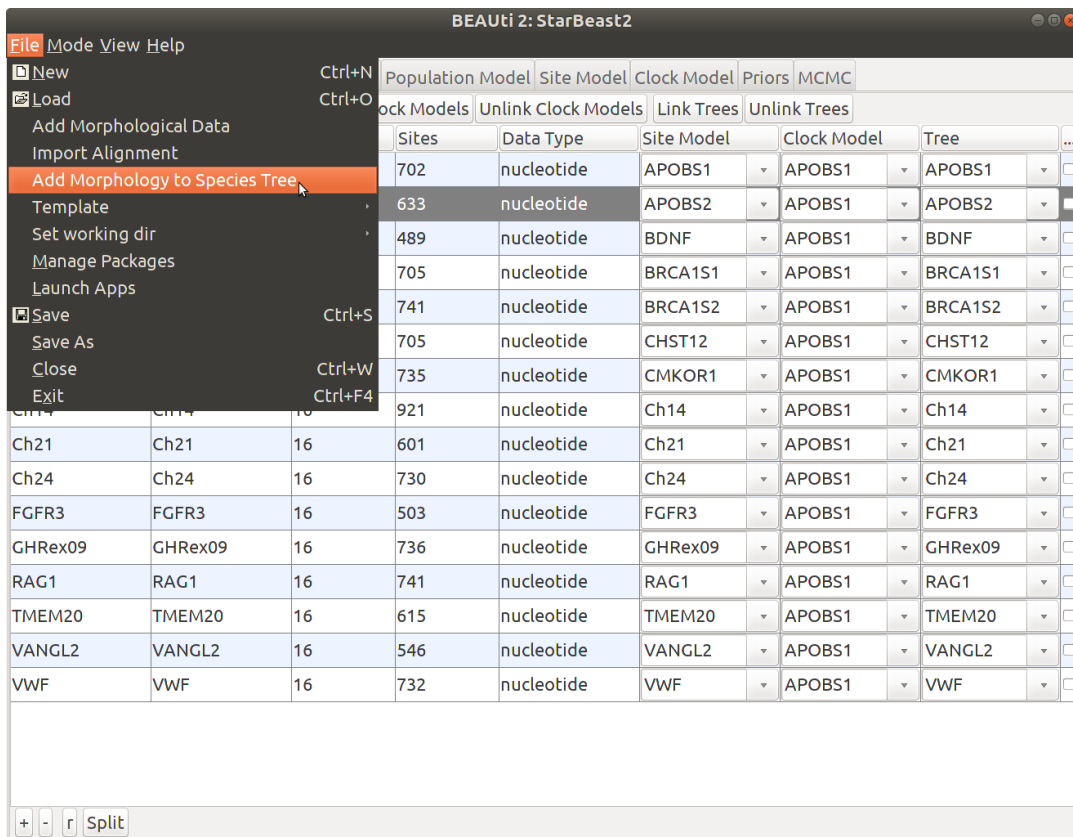 BEAUti 2: StarBeast2
File Mode View Help
New Ctrl+N
Load Ctrl+O
Add Morphological Data
Import Alignment
Add Morphology to Species Tree
Template
Set working dir
Manage Packages
Launch Apps
Save Ctrl+S
Save As
Close Ctrl+W
Exit Ctrl+F4
Population Model Site Model Clock Model Priors MCMC
ock Models Unlink Clock Models Link Trees Unlink Trees
Sites Data Type Site Model Clock Model Tree ...
702 nucleotide APOBS1 APOBS1 APOBS1
633 nucleotide APOBS2 APOBS1 APOBS2
489 nucleotide BDNF APOBS1 BDNF
705 nucleotide BRCA1S1 APOBS1 BRCA1S1
741 nucleotide BRCA1S2 APOBS1 BRCA1S2
705 nucleotide CHST12 APOBS1 CHST12
735 nucleotide CMKOR1 APOBS1 CMKOR1
Ch14 Ch14 16 921 nucleotide Ch14 APOBS1 Ch14
Ch21 Ch21 16 601 nucleotide Ch21 APOBS1 Ch21
Ch24 Ch24 16 730 nucleotide Ch24 APOBS1 Ch24
FGFR3 FGFR3 16 503 nucleotide FGFR3 APOBS1 FGFR3
GHRex09 GHRex09 16 736 nucleotide GHRex09 APOBS1 GHRex09
RAG1 RAG1 16 741 nucleotide RAG1 APOBS1 RAG1
TMEM20 TMEM20 16 615 nucleotide TMEM20 APOBS1 TMEM20
VANGL2 VANGL2 16 546 nucleotide VANGL2 APOBS1 VANGL2
VWF VWF 16 732 nucleotide VWF APOBS1 VWF
+ - r Split